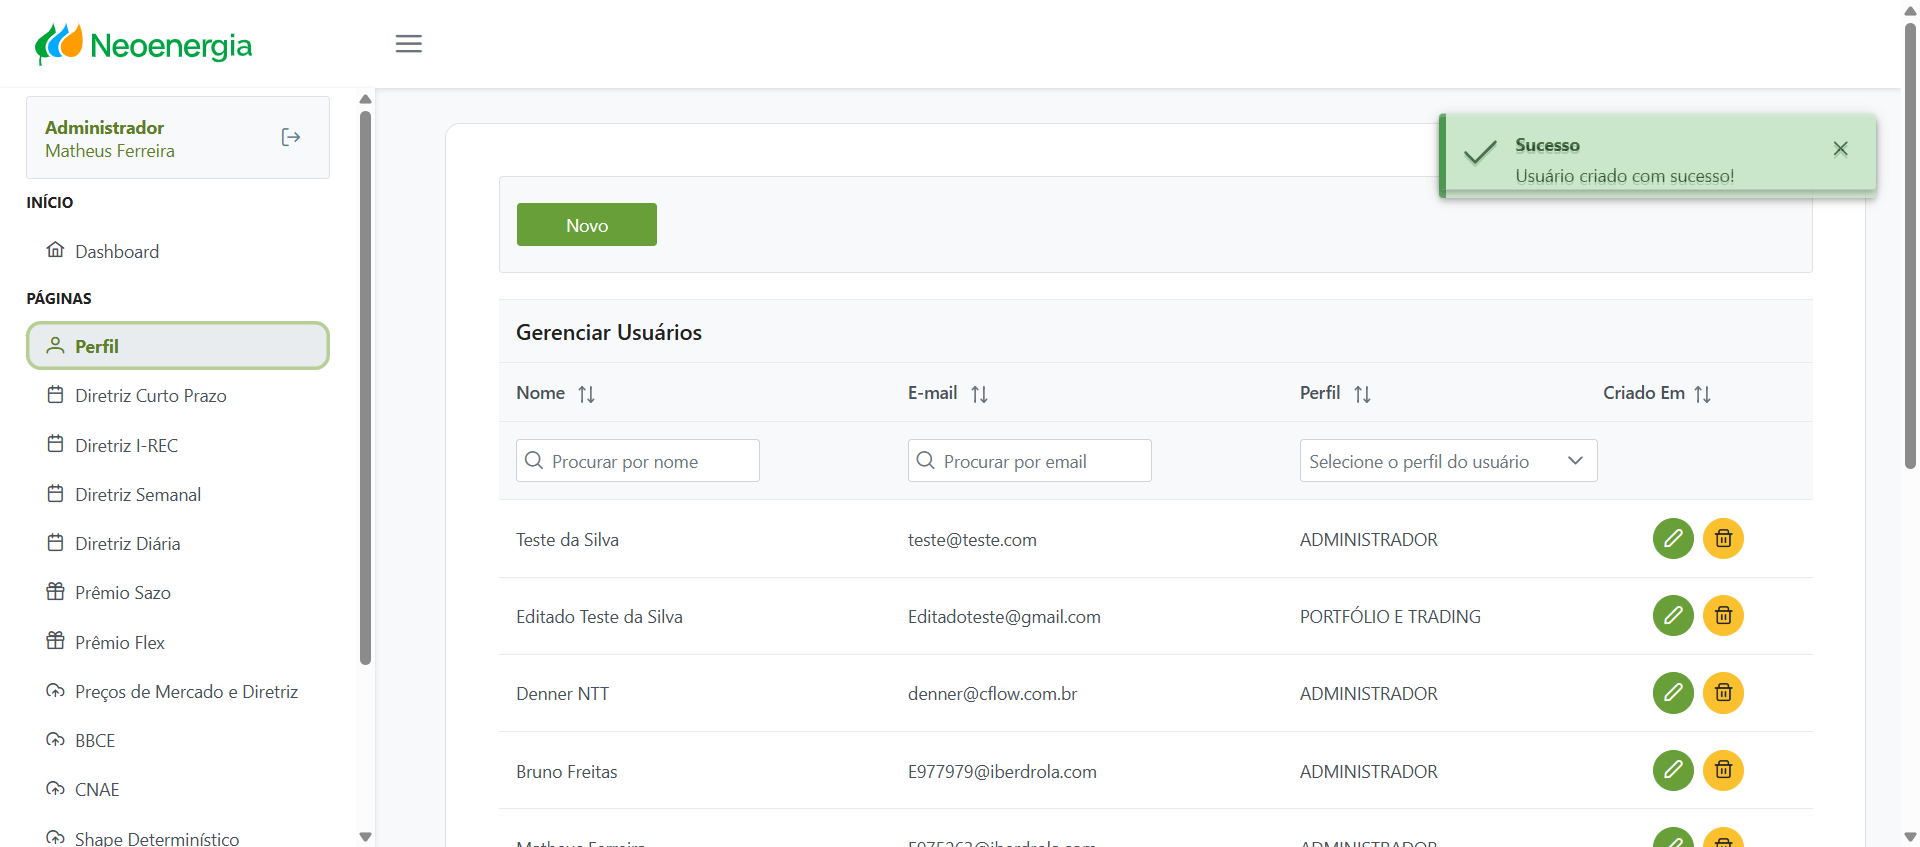 Neoenergia
Administrador
Matheus Ferreira
INÍCIO
Dashboard
PÁGINAS
Perfil
Diretriz Curto Prazo
Diretriz I-REC
Diretriz Semanal
Diretriz Diária
Prêmio Sazo
Prêmio Flex
Preços de Mercado e Diretriz
BBCE
CNAE
Shape Determinístico
Sucesso
Usuário criado com sucesso!
Novo
Gerenciar Usuários
Nome E-mail Perfil Criado Em
Procurar por nome Procurar por email Selecione o perfil do usuário
Teste da Silva teste@teste.com ADMINISTRADOR
Editado Teste da Silva Editadoteste@gmail.com PORTFÓLIO E TRADING
Denner NTT denner@cflow.com.br ADMINISTRADOR
Bruno Freitas E977979@iberdrola.com ADMINISTRADOR
Matheus Ferreira ADMINISTRADOR